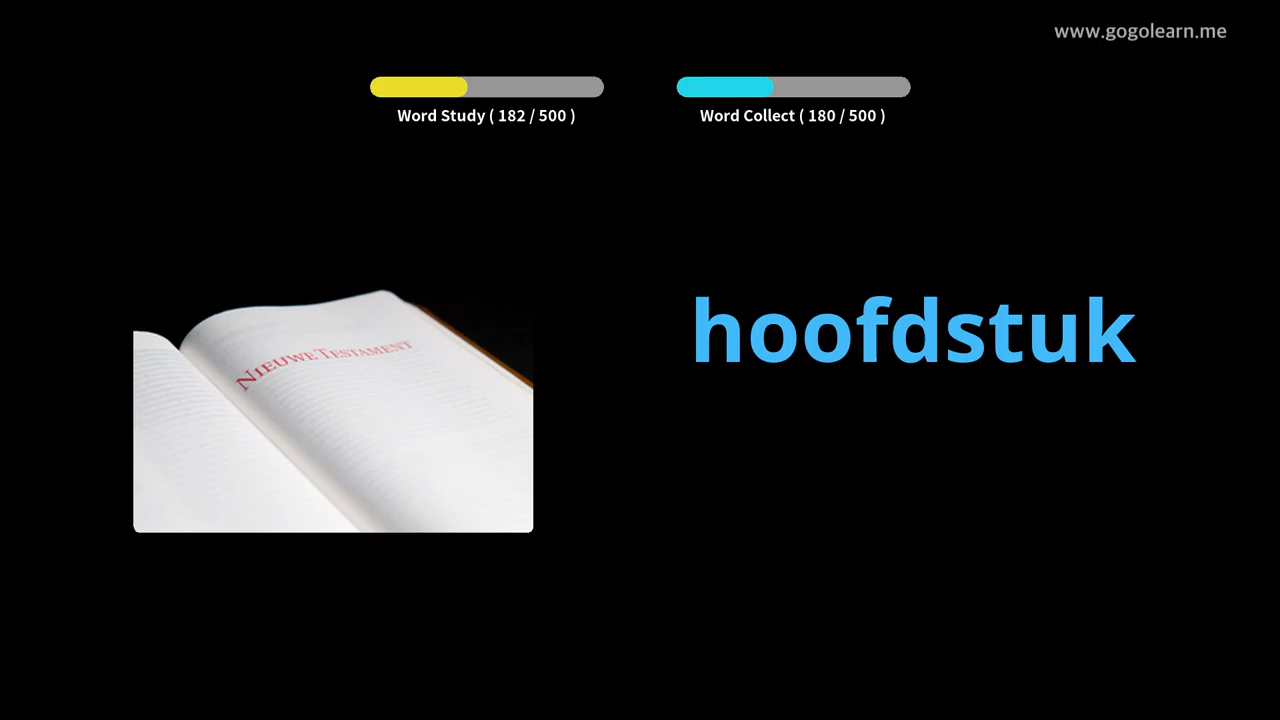 www.gogolearn.me
Word Study ( 182 / 500 )
Word Collect ( 180 / 500 )
NIEUWE TESTAMENT
hoofdstuk